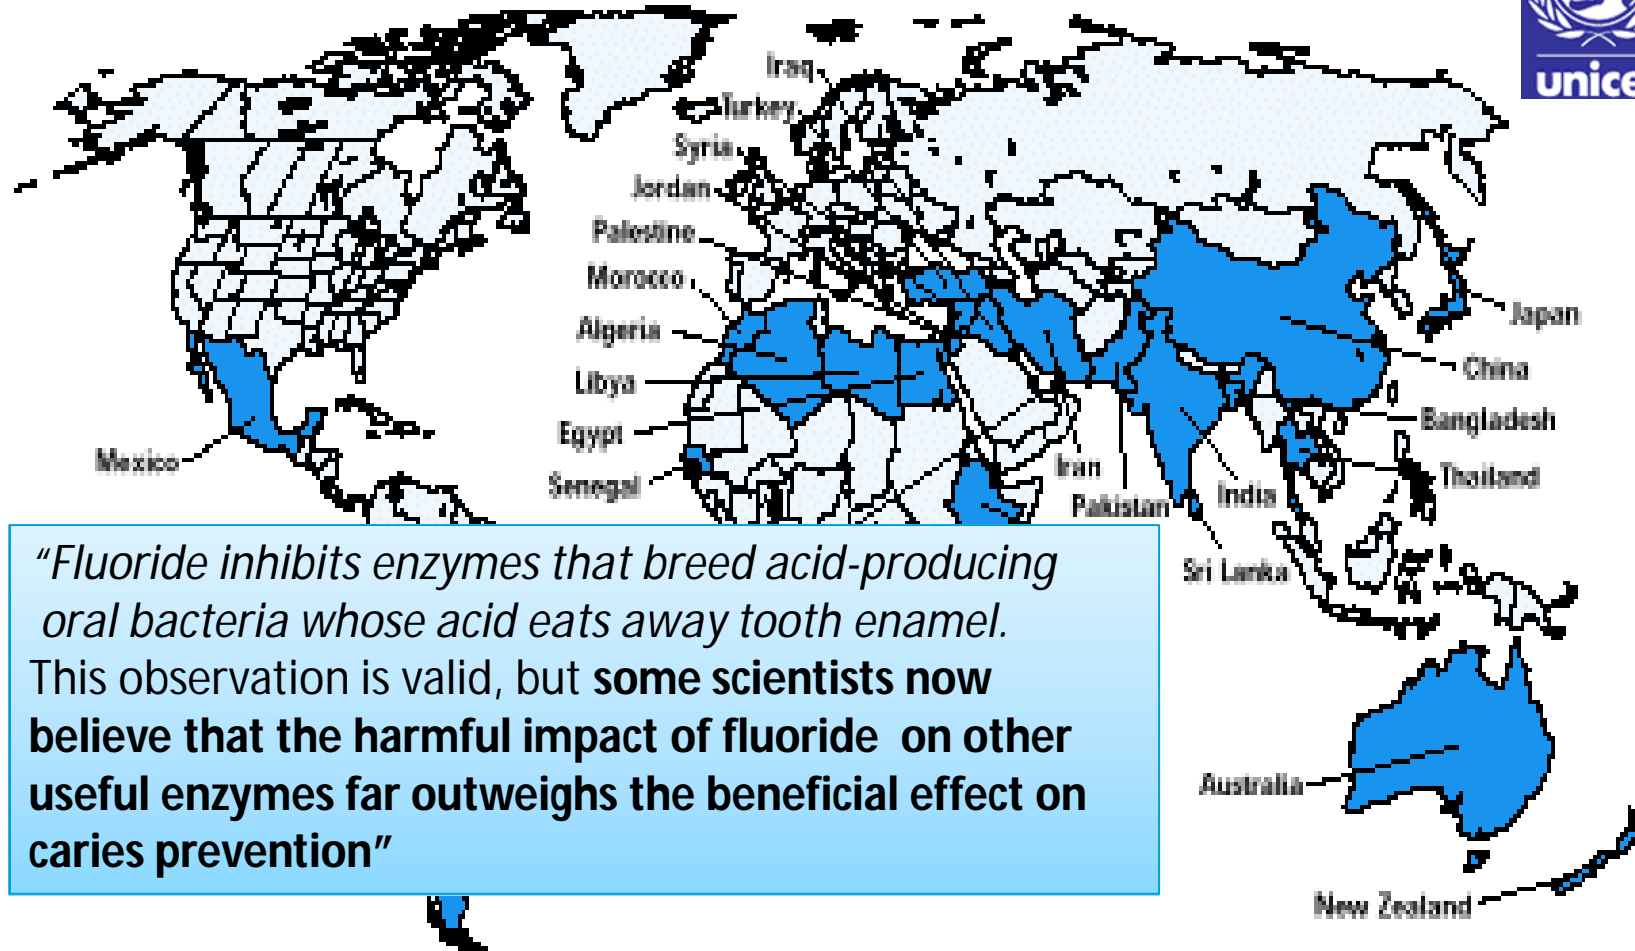 unice
Iraq
Turkey
Syria
Jordan
Palestine
Morocco
Algeria
Libya
Egypt
Senegal
Mexico
Iran
Pakistan
India
Sri Lanka
Japan
China
Bangladesh
Thailand
Australia
New Zealand
“Fluoride inhibits enzymes that breed acid-producing
oral bacteria whose acid eats away tooth enamel.
This observation is valid, but some scientists now
believe that the harmful impact of fluoride on other
useful enzymes far outweighs the beneficial effect on
caries prevention”